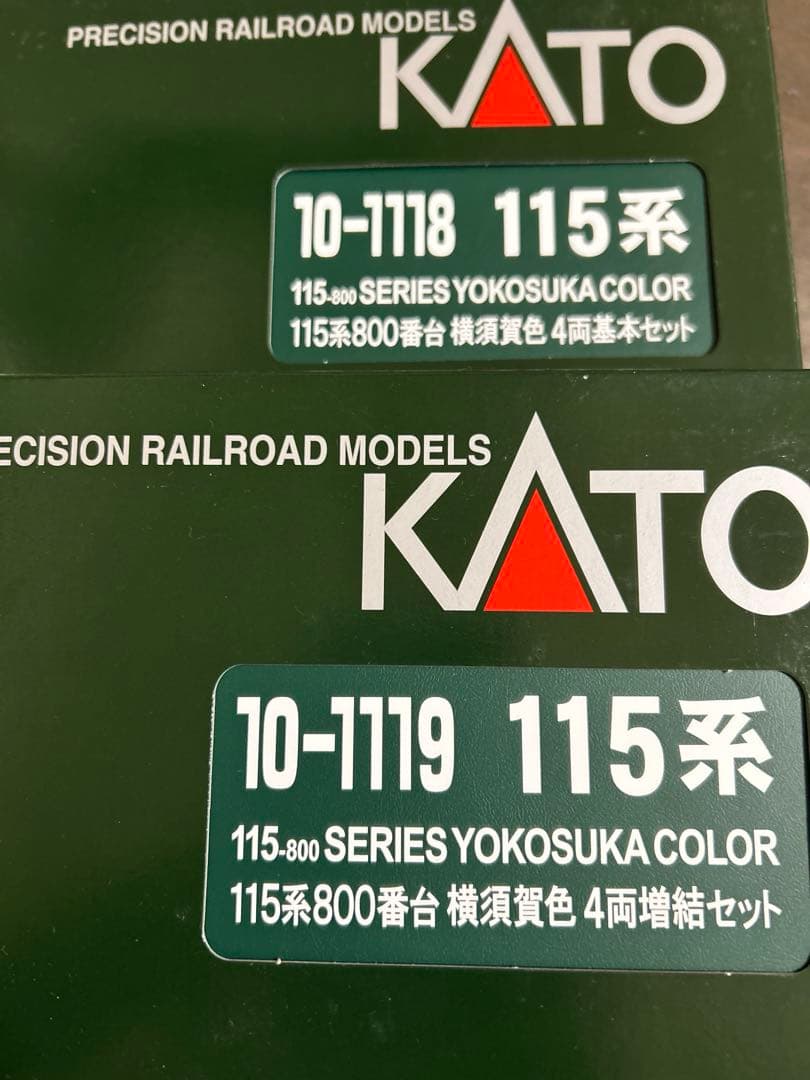 PRECISION RAILROAD MODELS
KATO
10-1118 115系
115-800 SERIES YOKOSUKA COLOR
115系800番台 横須賀色 4両基本セット
ECISION RAILROAD MODELS
KATO
10-1119 115系
115-800 SERIES YOKOSUKA COLOR
115系800番台 横須賀色 4両増結セット